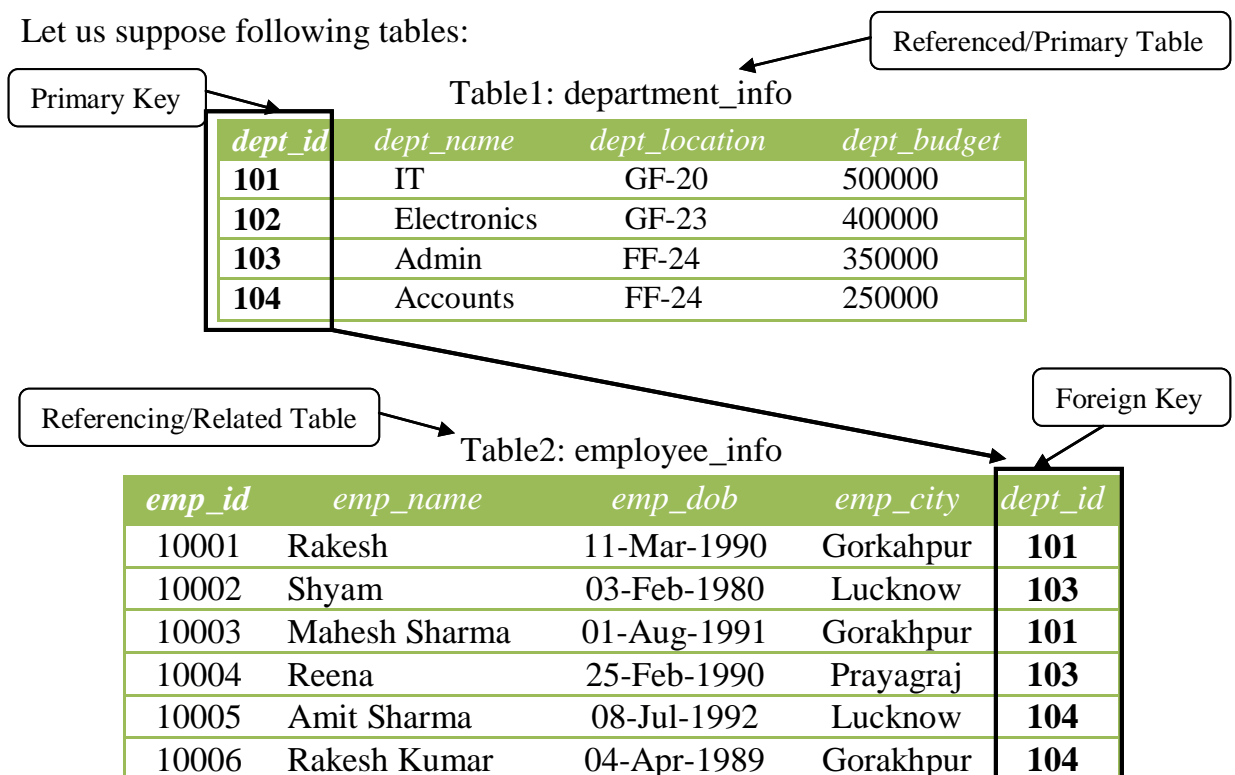 Let us suppose following tables:
Referenced/Primary Table
Primary Key
Table1: department_info
dept_id dept_name dept_location dept_budget
101 IT GF-20 500000
102 Electronics GF-23 400000
103 Admin FF-24 350000
104 Accounts FF-24 250000
Referencing/Related Table
Foreign Key
Table2: employee_info
emp_id emp_name emp_dob emp_city dept_id
10001 Rakesh 11-Mar-1990 Gorkahpur 101
10002 Shyam 03-Feb-1980 Lucknow 103
10003 Mahesh Sharma 01-Aug-1991 Gorakhpur 101
10004 Reena 25-Feb-1990 Prayagraj 103
10005 Amit Sharma 08-Jul-1992 Lucknow 104
10006 Rakesh Kumar 04-Apr-1989 Gorakhpur 104